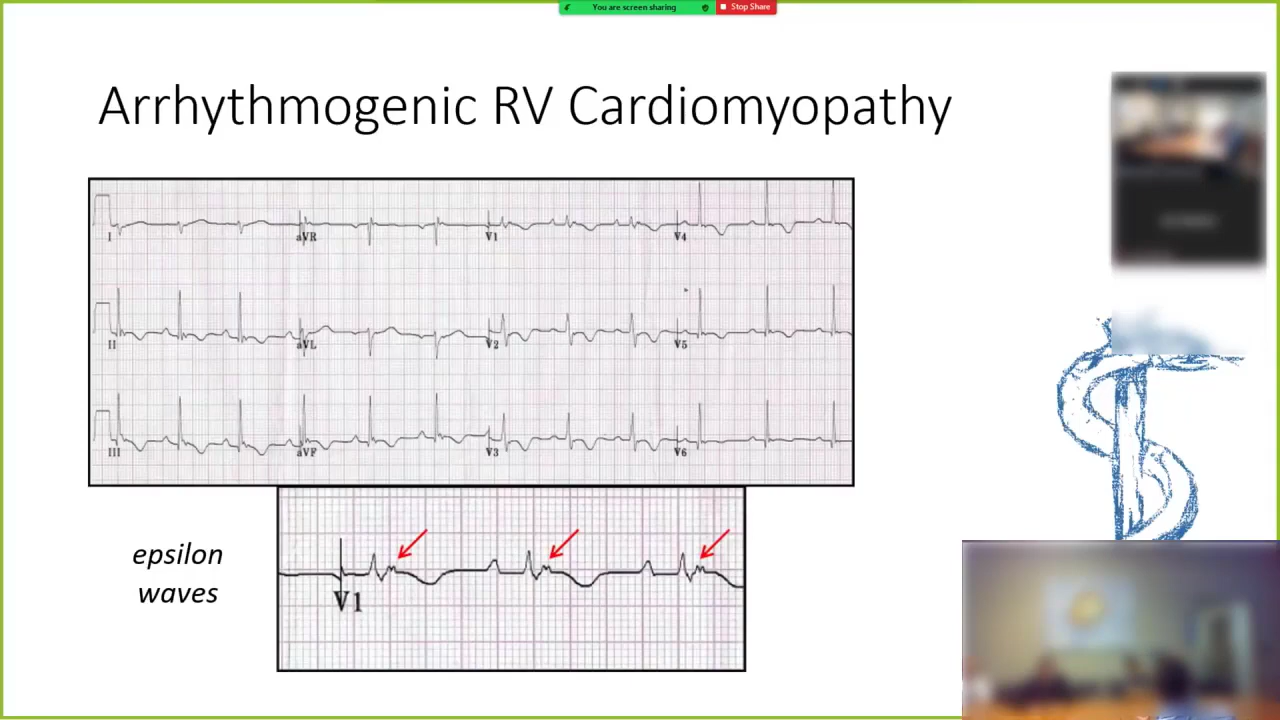 You are screen sharing
Stop Share
Arrhythmogenic RV Cardiomyopathy
I aVR V1 V4
II aVL V2 V5
III aVF V3 V6
epsilon
waves
V1